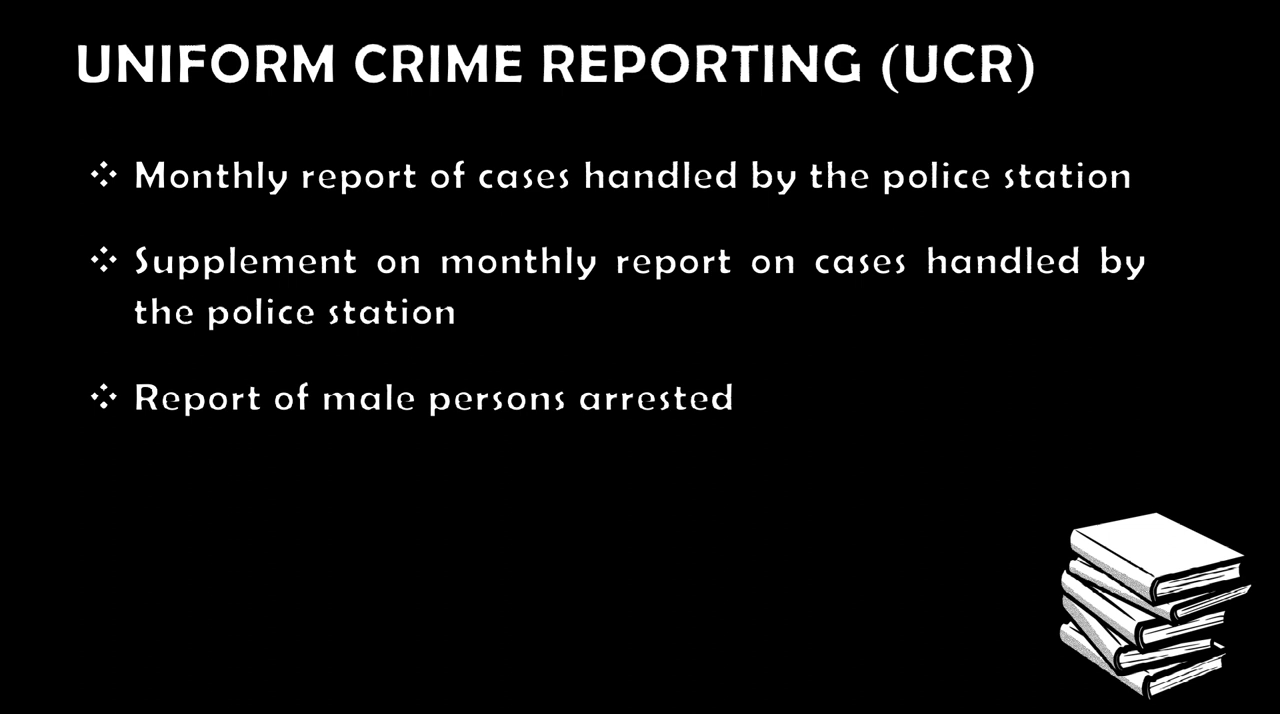 UNIFORM CRIME REPORTING (UCR)
❖ Monthly report of cases handled by the police station
❖ Supplement on monthly report on cases handled by
the police station
❖ Report of male persons arrested